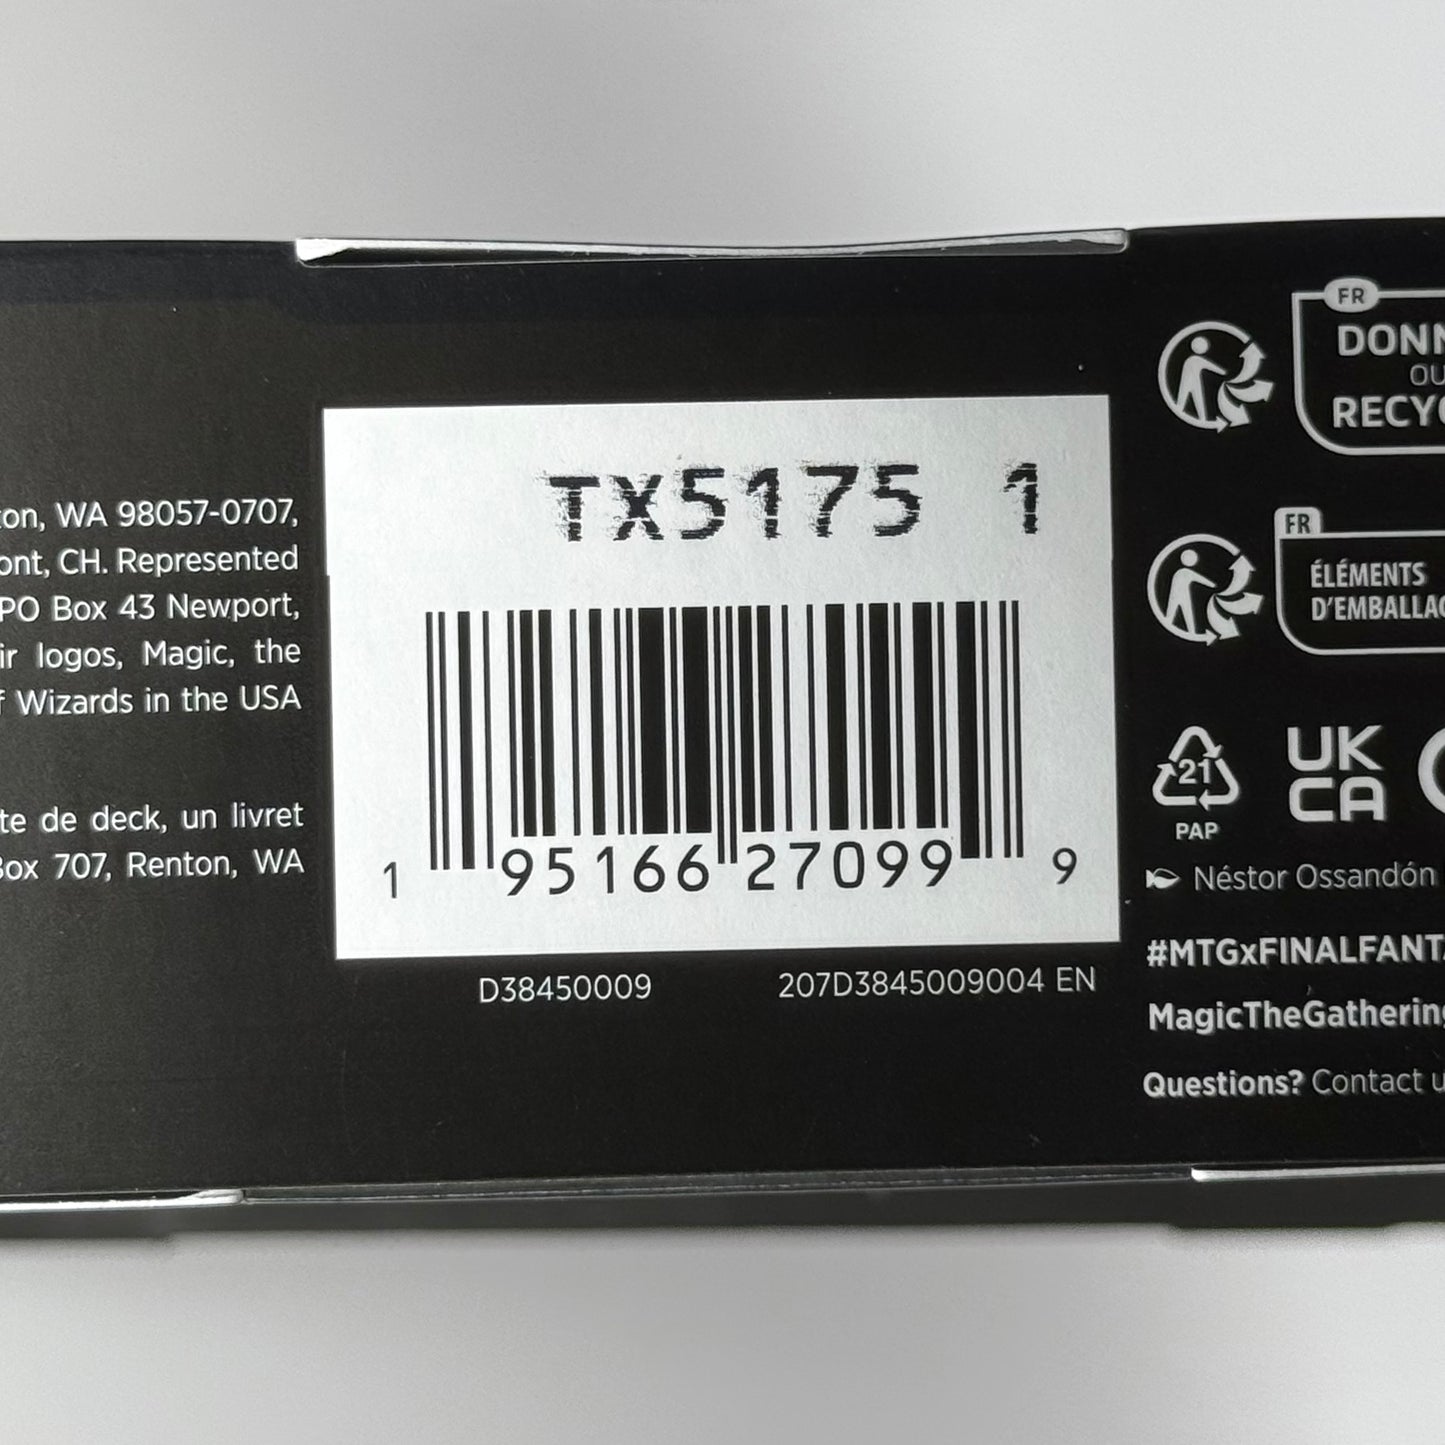 ton, WA 98057-0707,
ont, CH. Represented
PO Box 43 Newport,
ir logos, Magic, the
f Wizards in the USA
te de deck, un livret
Box 707, Renton, WA
TX5175 1
1 95166 27099 9
D38450009 207D3845009004 EN
FR
DONN
OU
RECYC
FR
ÉLÉMENTS
D'EMBALLAG
21
PAP
UK
CA
Néstor Ossandón
#MTGxFINALFANTA
MagicTheGathering
Questions? Contact u